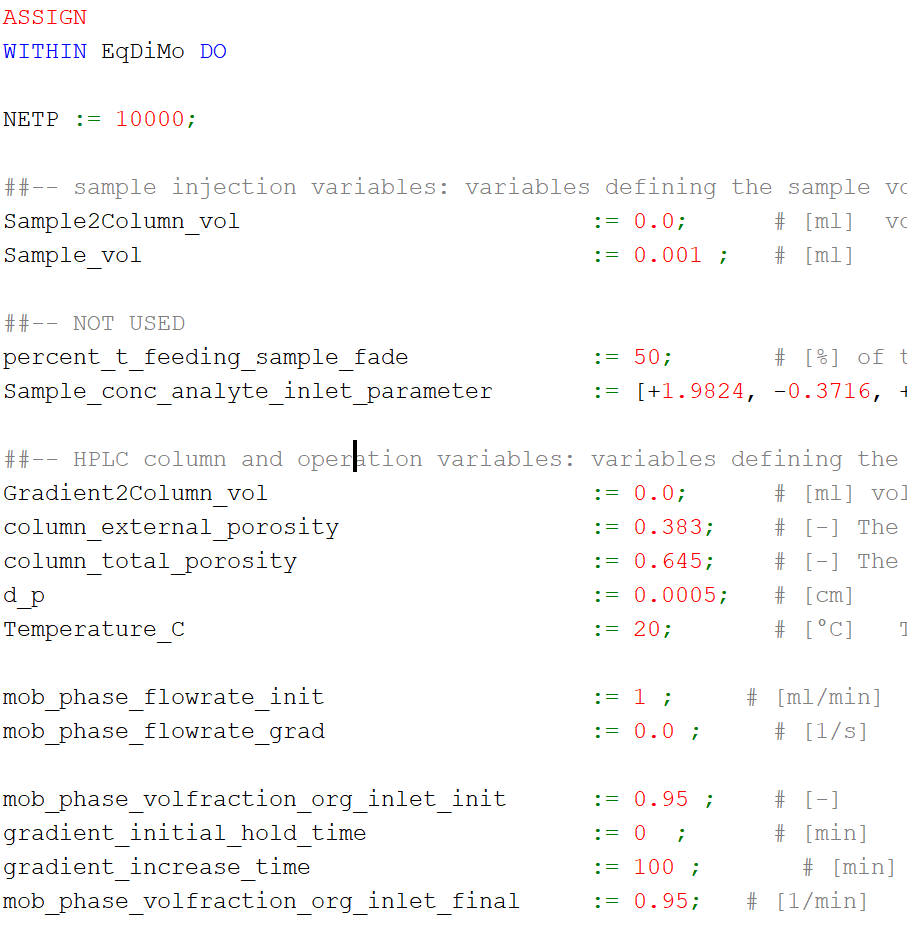 ASSIGN
WITHIN EqDiMo DO
NETP := 10000;
##-- sample injection variables: variables defining the sample
Sample2Column_vol := 0.0; # [ml]
Sample_vol := 0.001 ; # [ml]
##-- NOT USED
percent_t_feeding_sample_fade := 50; # [%] of
Sample_conc_analyte_inlet_parameter := [+1.9824, -0.3716, +
##-- HPLC column and operation variables: variables defining the
Gradient2Column_vol := 0.0; # [ml]
column_external_porosity := 0.383; # [-] The
column_total_porosity := 0.645; # [-] The
d_p := 0.0005; # [cm]
Temperature_C := 20; # [°C]
mob_phase_flowrate_init := 1 ; # [ml/min]
mob_phase_flowrate_grad := 0.0 ; # [1/s]
mob_phase_volfraction_org_inlet_init := 0.95 ; # [-]
gradient_initial_hold_time := 0 ; # [min]
gradient_increase_time := 100 ; # [min]
mob_phase_volfraction_org_inlet_final := 0.95; # [1/min]